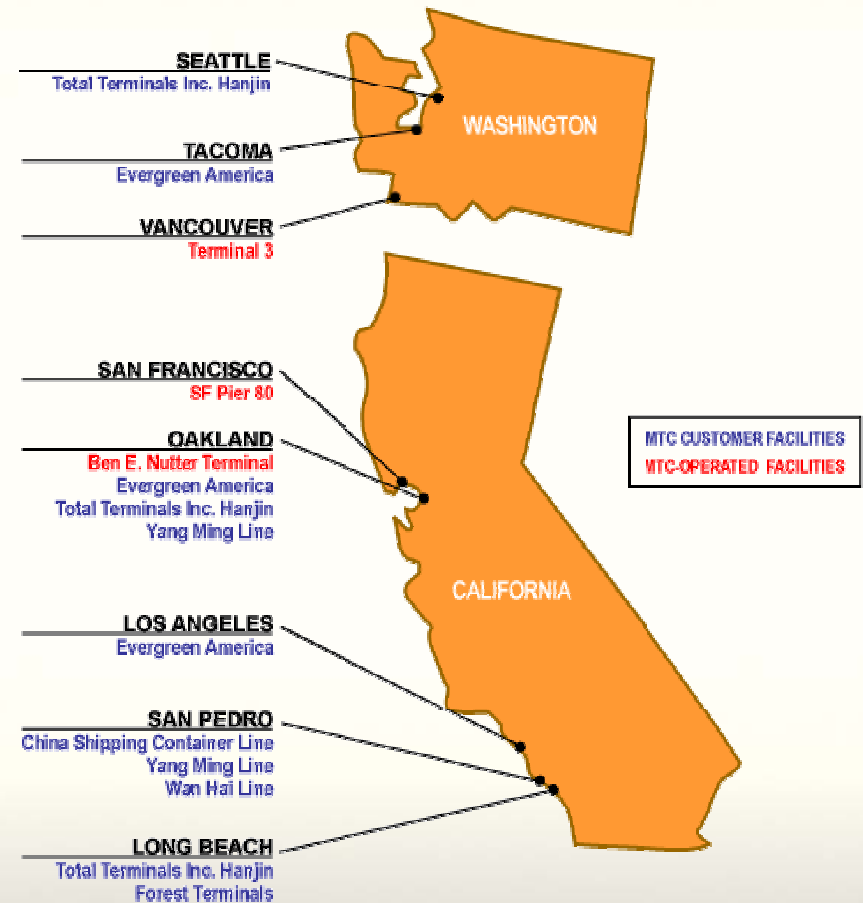 SEATTLE
Total Terminals Inc. Hanjin
WASHINGTON
TACOMA
Evergreen America
VANCOUVER
Terminal 3
SAN FRANCISCO
SF Pier 80
OAKLAND
Ben E. Nutter Terminal
Evergreen America
Total Terminals Inc. Hanjin
Yang Ming Line
MTC CUSTOMER FACILITIES
MTC-OPERATED FACILITIES
CALIFORNIA
LOS ANGELES
Evergreen America
SAN PEDRO
China Shipping Container Line
Yang Ming Line
Wan Hai Line
LONG BEACH
Total Terminals Inc. Hanjin
Forest Terminals